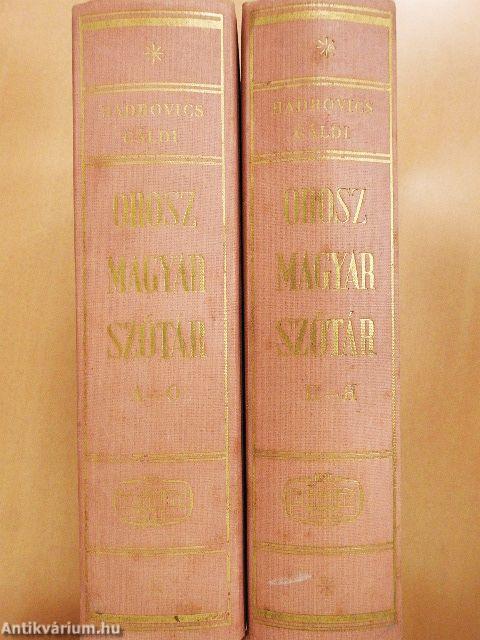 *
HADROVICS
GÁLDI
OROSZ
MAGYAR
SZÓTÁR
A–O
*
HADROVICS
GÁLDI
OROSZ
MAGYAR
SZÓTÁR
П–Я
*
Antikvárium.hu